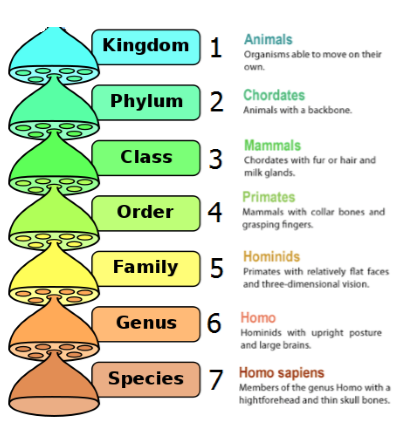 Kingdom 1 Animals
Organisms able to move on their
own.
Phylum 2 Chordates
Animals with a backbone.
Class 3 Mammals
Chordates with fur or hair and
milk glands.
Order 4 Primates
Mammals with collar bones and
grasping fingers.
Family 5 Hominids
Primates with relatively flat faces
and three-dimensional vision.
Genus 6 Homo
Hominids with upright posture
and large brains.
Species 7 Homo sapiens
Members of the genus Homo with a
hightforehead and thin skull bones.